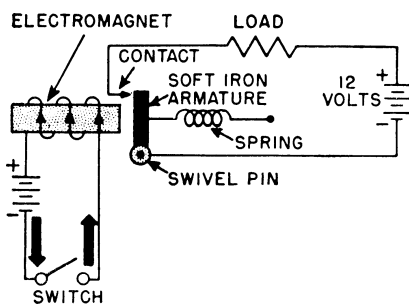 ELECTROMAGNET
LOAD
CONTACT
SOFT IRON
ARMATURE
12
VOLTS
+
-
SPRING
SWIVEL PIN
+
-
SWITCH